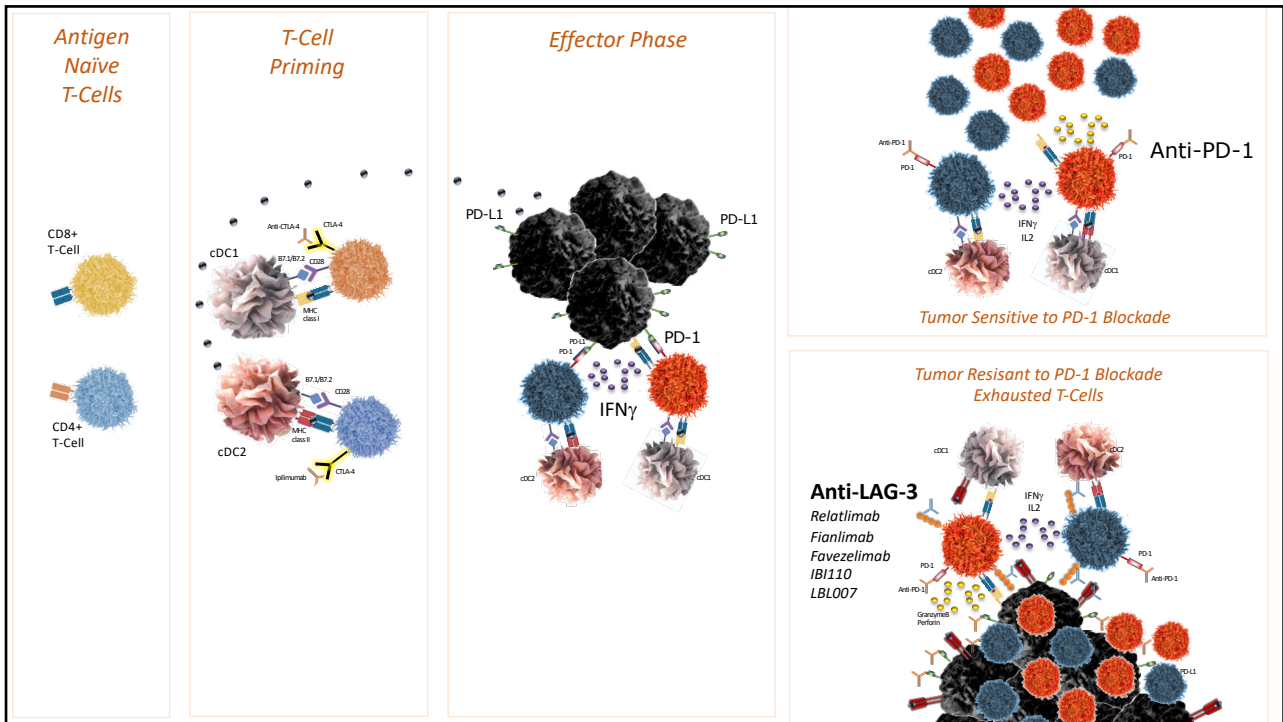 Antigen
Naïve
T-Cells
CD8+
T-Cell
CD4+
T-Cell
T-Cell
Priming
cDC1
Anti-CTLA-4
CTLA-4
B7.1/B7.2
CD28
MHC
class I
B7.1/B7.2
CD28
MHC
class II
cDC2
Ipilimumab
CTLA-4
Effector Phase
PD-L1
PD-L1
PD-L1
PD-1
PD-1
IFNγ
cDC2
cDC1
Anti-PD-1
PD-1
PD-1
Anti-PD-1
IFNγ
IL2
cDC2
cDC1
Tumor Sensitive to PD-1 Blockade
Tumor Resisant to PD-1 Blockade
Exhausted T-Cells
cDC1
cDC2
Anti-LAG-3
Relatlimab
Fianlimab
Favezelimab
IBI110
LBL007
IFNγ
IL2
PD-1
Anti-PD-1
PD-1
Anti-PD-1
GranzymeB
Perforin
PD-L1